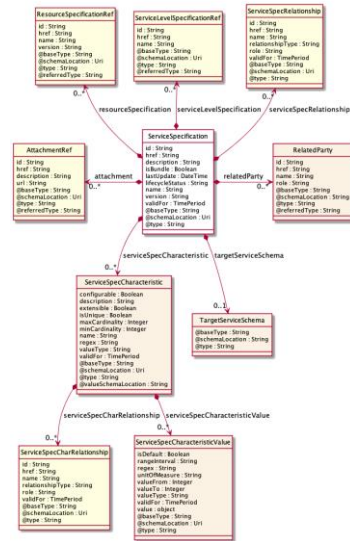 ResourceSpecificationRef
id : String
href : String
name : String
version : String
@baseType : String
@schemaLocation : Uri
@type : String
@referredType : String
ServiceLevelSpecificationRef
id : String
href : String
name : String
@baseType : String
@schemaLocation : Uri
@type : String
@referredType : String
ServiceSpecRelationship
id : String
href : String
name : String
relationshipType : String
role : String
validFor : TimePeriod
@baseType : String
@schemaLocation : Uri
@type : String
0..*
0..*
0..*
resourceSpecification
serviceLevelSpecification
serviceSpecRelationship
AttachmentRef
id : String
href : String
description : String
url : String
@baseType : String
@schemaLocation : Uri
@type : String
@referredType : String
attachment
0..*
ServiceSpecification
id : String
href : String
description : String
isBundle : Boolean
lastUpdate : DateTime
lifecycleStatus : String
name : String
version : String
validFor : TimePeriod
@baseType : String
@schemaLocation : Uri
@type : String
relatedParty
0..*
RelatedParty
id : String
href : String
name : String
role : String
@baseType : String
@schemaLocation : Uri
@type : String
@referredType : String
serviceSpecCharacteristic
targetServiceSchema
0..*
0..1
ServiceSpecCharacteristic
configurable : Boolean
description : String
extensible : Boolean
isUnique : Boolean
maxCardinality : Integer
minCardinality : Integer
name : String
regex : String
valueType : String
validFor : TimePeriod
@baseType : String
@schemaLocation : Uri
@type : String
@valueSchemaLocation : String
TargetServiceSchema
@baseType : String
@schemaLocation : String
@type : String
serviceSpecCharRelationship
serviceSpecCharacteristicValue
0..*
0..*
ServiceSpecCharRelationship
id : String
href : String
name : String
relationshipType : String
role : String
validFor : TimePeriod
@baseType : String
@schemaLocation : Uri
@type : String
ServiceSpecCharacteristicValue
isDefault : Boolean
rangeInterval : String
regex : String
unitOfMeasure : String
valueFrom : Integer
valueTo : Integer
valueType : String
validFor : TimePeriod
value : object
@baseType : String
@schemaLocation : Uri
@type : String